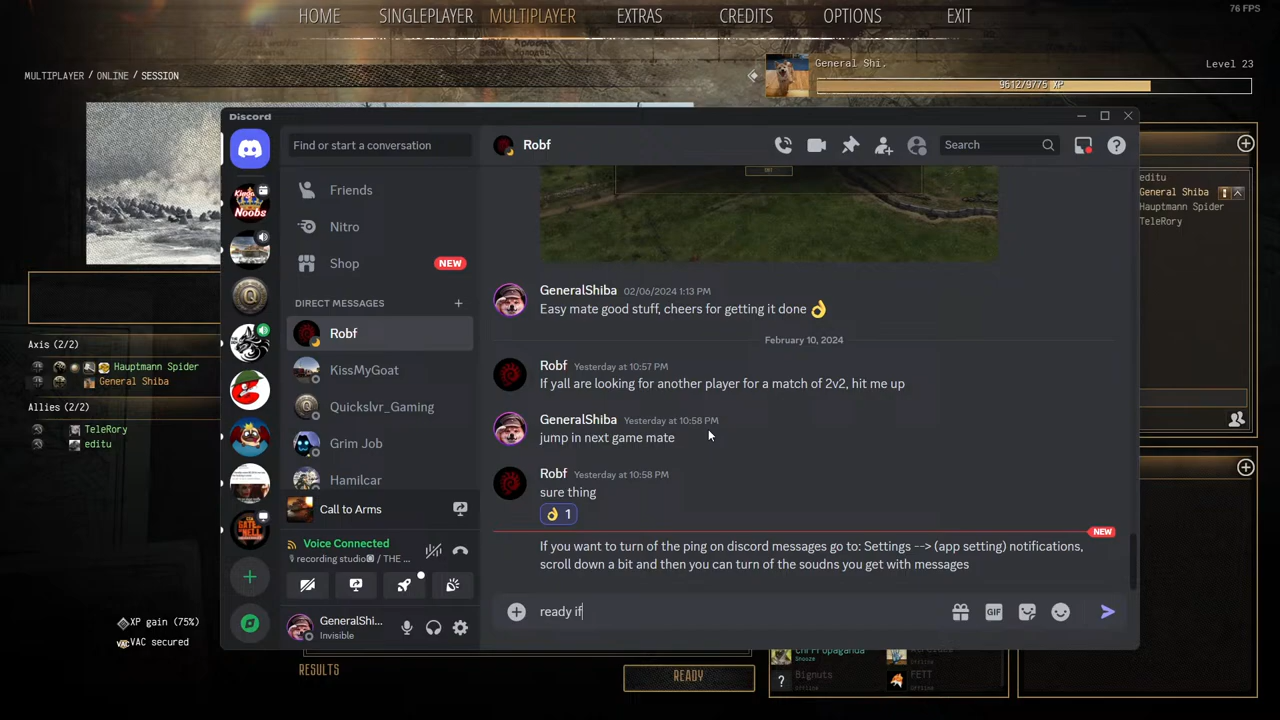 HOME SINGLEPLAYER MULTIPLAYER EXTRAS CREDITS OPTIONS EXIT
76 FPS
MULTIPLAYER / ONLINE / SESSION
General Shi.
Level 23
9612/9775 XP
Discord
Find or start a conversation
Robf
Search
Friends
Nitro
Shop
NEW
DIRECT MESSAGES
Robf
KissMyGoat
Quickslvr_Gaming
Grim Job
Hamilcar
Call to Arms
Voice Connected
recording studio / THE ...
GeneralShi...
Invisible
GeneralShiba 02/06/2024 1:13 PM
Easy mate good stuff, cheers for getting it done 👌
February 10, 2024
Robf Yesterday at 10:57 PM
If yall are looking for another player for a match of 2v2, hit me up
GeneralShiba Yesterday at 10:58 PM
jump in next game mate
Robf Yesterday at 10:58 PM
sure thing
👌 1
NEW
If you want to turn of the ping on discord messages go to: Settings --> (app setting) notifications,
scroll down a bit and then you can turn of the soudns you get with messages
ready if
GIF
Axis (2/2)
Hauptmann Spider
General Shiba
Allies (2/2)
TeleRory
editu
XP gain (75%)
VAC secured
editu
General Shiba
Hauptmann Spider
TeleRory
RESULTS
READY
Snooze
Bignuts
FETT